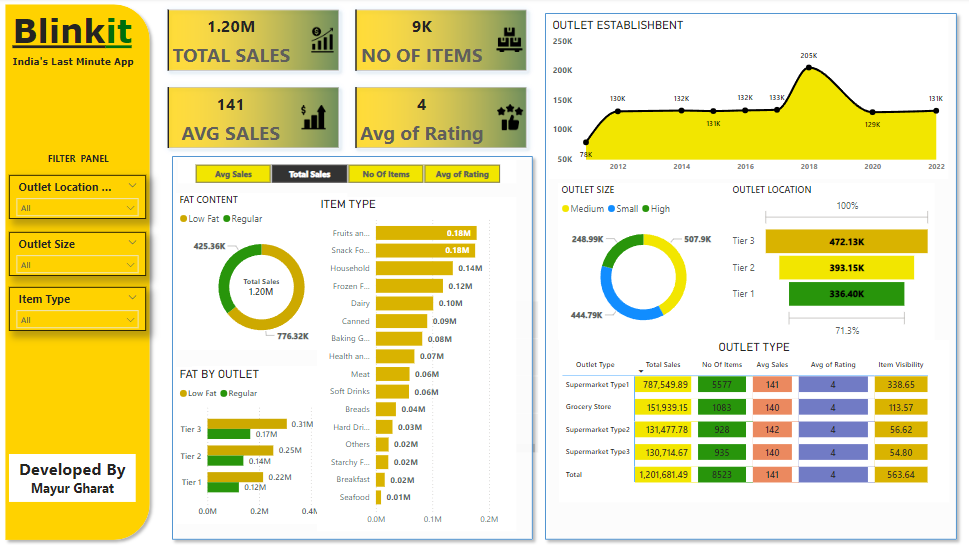 Blinkit
India's Last Minute App
FILTER PANEL
Outlet Location ...
All
Outlet Size
All
Item Type
All
Developed By
Mayur Gharat
1.20M
TOTAL SALES
9K
NO OF ITEMS
141
AVG SALES
4
Avg of Rating
Avg Sales
Total Sales
No Of Items
Avg of Rating
FAT CONTENT
Low Fat Regular
425.36K
Total Sales
1.20M
776.32K
FAT BY OUTLET
Low Fat Regular
Tier 3 0.31M
0.17M
Tier 2 0.25M
0.14M
Tier 1 0.22M
0.12M
0.0M 0.2M 0.4M
ITEM TYPE
Fruits an... 0.18M
Snack Fo... 0.18M
Household 0.14M
Frozen F... 0.12M
Dairy 0.10M
Canned 0.09M
Baking G... 0.08M
Health an... 0.07M
Meat 0.06M
Soft Drinks 0.06M
Breads 0.04M
Hard Dri... 0.03M
Others 0.02M
Starchy F... 0.02M
Breakfast 0.02M
Seafood 0.01M
0.0M 0.1M 0.2M
OUTLET ESTABLISHBENT
250K
200K
150K
100K
50K
78K
130K
132K
131K
132K
133K
205K
129K
131K
2012 2014 2016 2018 2020 2022
OUTLET SIZE
Medium Small High
248.99K
507.9K
444.79K
OUTLET LOCATION
100%
Tier 3 472.13K
Tier 2 393.15K
Tier 1 336.40K
71.3%
OUTLET TYPE
Outlet Type Total Sales No Of Items Avg Sales Avg of Rating Item Visibility
Supermarket Type1 787,549.89 5577 141 4 338.65
Grocery Store 151,939.15 1083 140 4 113.57
Supermarket Type2 131,477.78 928 142 4 56.62
Supermarket Type3 130,714.67 935 140 4 54.80
Total 1,201,681.49 8523 141 4 563.64